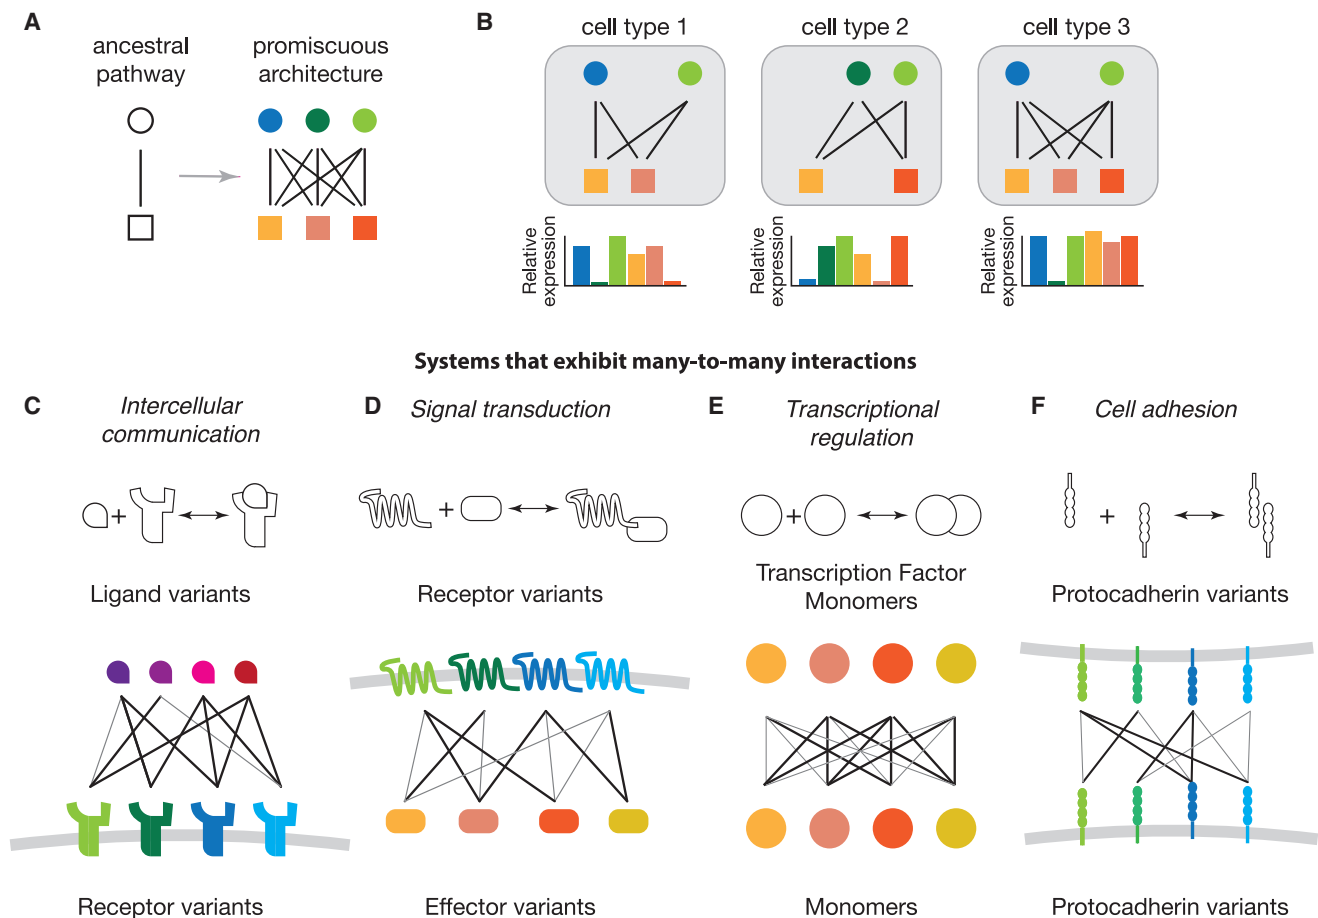 A
ancestral
pathway
promiscuous
architecture
B
cell type 1
cell type 2
cell type 3
Relative
expression
Relative
expression
Relative
expression
Systems that exhibit many-to-many interactions
C
Intercellular
communication
+
Ligand variants
Receptor variants
D
Signal transduction
+
Receptor variants
Effector variants
E
Transcriptional
regulation
+
Transcription Factor
Monomers
Monomers
F
Cell adhesion
+
Protocadherin variants
Protocadherin variants